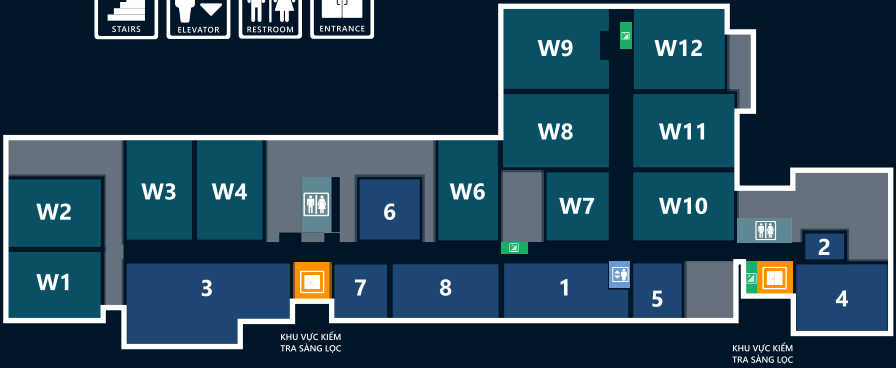 STAIRS
ELEVATOR
RESTROOM
ENTRANCE
W9
W12
W8
W11
W3
W4
W6
W7
W10
W2
6
2
W1
3
7
8
1
5
4
KHU VỰC KIỂM
TRA SÀNG LỌC
KHU VỰC KIỂM
TRA SÀNG LỌC